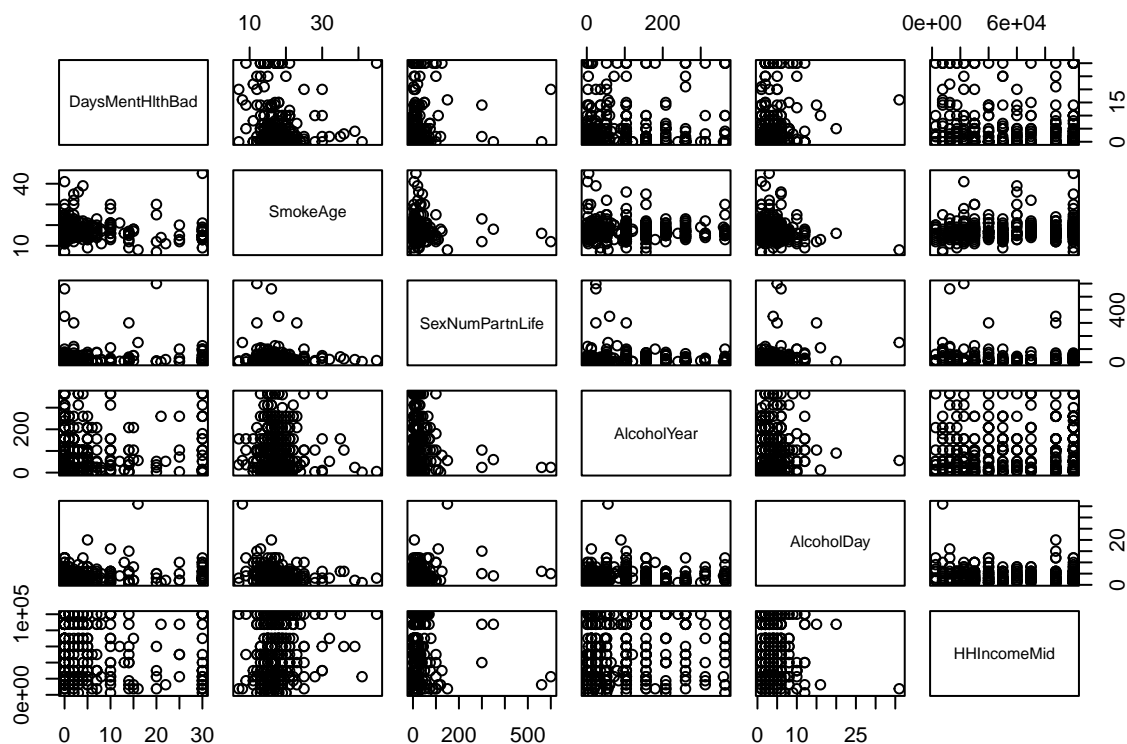 10 30 0 200 0e+00 6e+04
DaysMentHlthBad 0 15
10 40 SmokeAge
SexNumPartnLife 0 400
0 200 AlcoholYear
AlcoholDay 0 20
0e+00 1e+05 HHIncomeMid
0 10 20 30 0 200 500 0 10 25